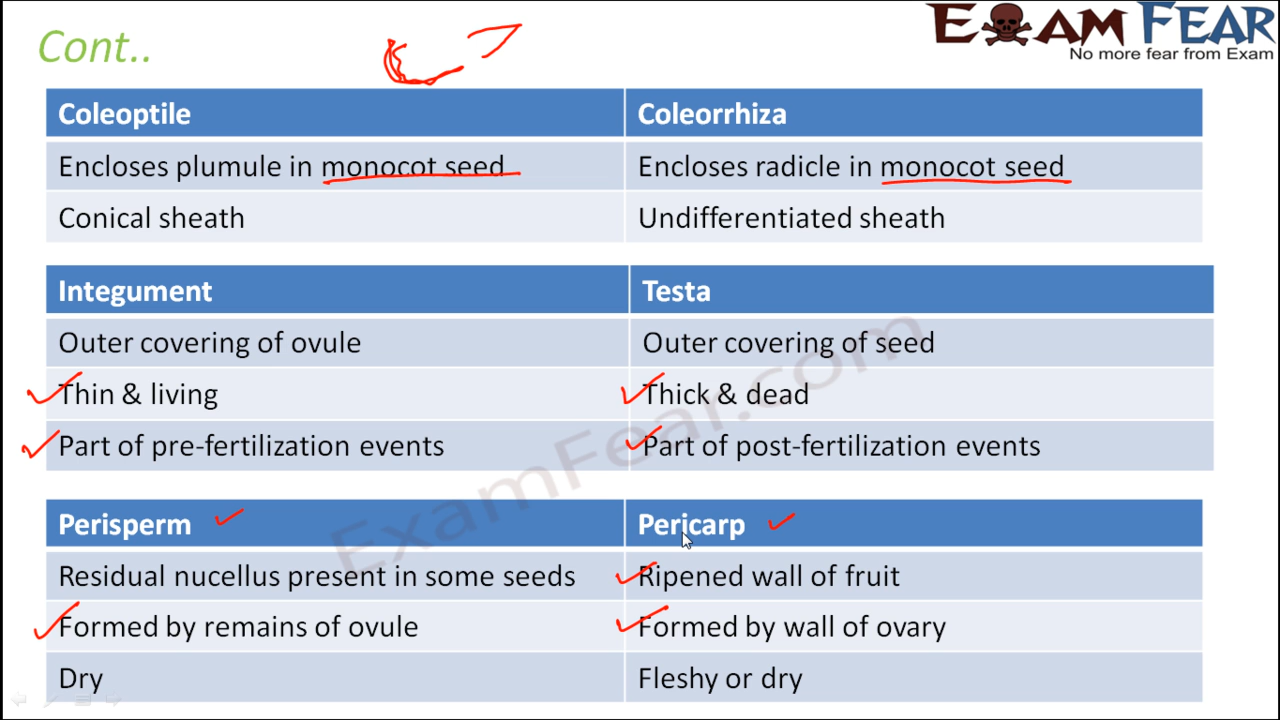 Cont..
EXAM FEAR
No more fear from Exam
Coleoptile Coleorrhiza
Encloses plumule in monocot seed Encloses radicle in monocot seed
Conical sheath Undifferentiated sheath
Integument Testa
Outer covering of ovule Outer covering of seed
Thin & living Thick & dead
Part of pre-fertilization events Part of post-fertilization events
ExamFear.com
Perisperm Pericarp
Residual nucellus present in some seeds Ripened wall of fruit
Formed by remains of ovule Formed by wall of ovary
Dry Fleshy or dry